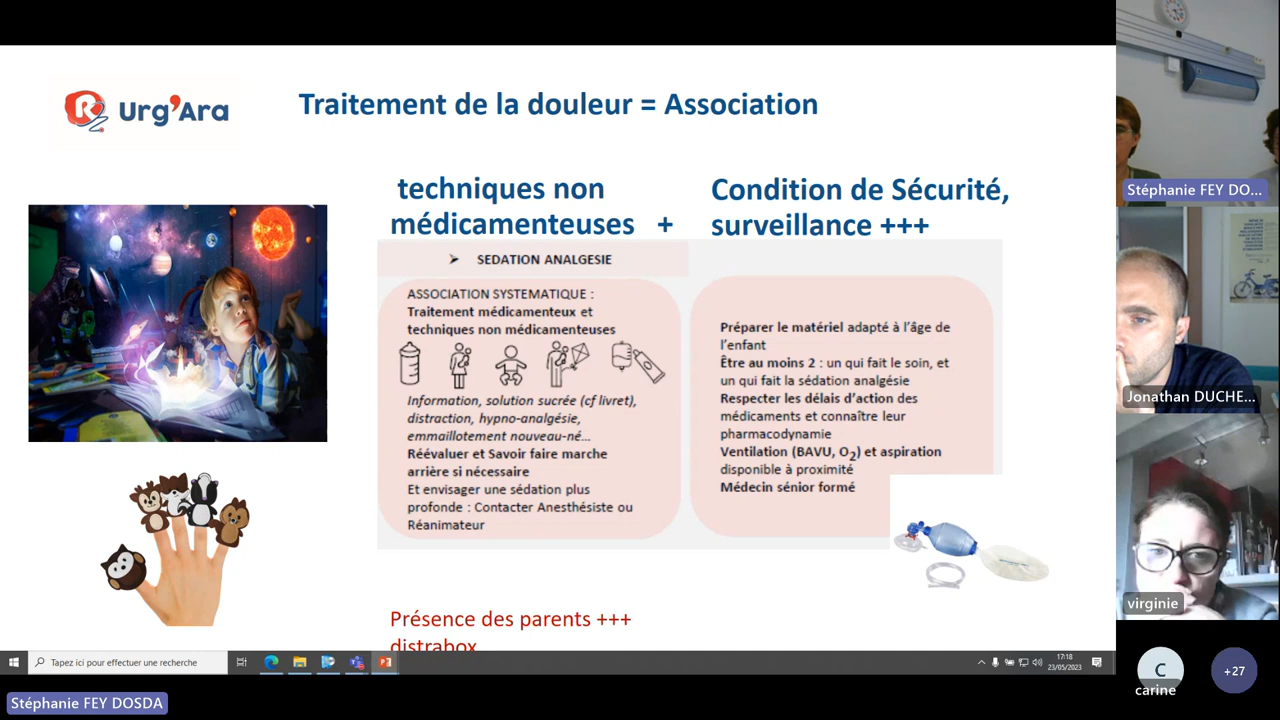 Urg'Ara
Traitement de la douleur = Association
techniques non
médicamenteuses +
Condition de Sécurité,
surveillance +++
➤ SEDATION ANALGESIE
ASSOCIATION SYSTEMATIQUE :
Traitement médicamenteux et
techniques non médicamenteuses
Information, solution sucrée (cf livret),
distraction, hypno-analgésie,
emmaillotement nouveau-né...
Réévaluer et Savoir faire marche
arrière si nécessaire
Et envisager une sédation plus
profonde : Contacter Anesthésiste ou
Réanimateur
Préparer le matériel adapté à l'âge de
l'enfant
Être au moins 2 : un qui fait le soin, et
un qui fait la sédation analgésie
Respecter les délais d'action des
médicaments et connaître leur
pharmacodynamie
Ventilation (BAVU, O2) et aspiration
disponible à proximité
Médecin sénior formé
Présence des parents +++
distrabox
Tapez ici pour effectuer une recherche
17:18
23/05/2023
Stéphanie FEY DOSDA
Stéphanie FEY DO...
Jonathan DUCHE...
virginie
C
carine
+27